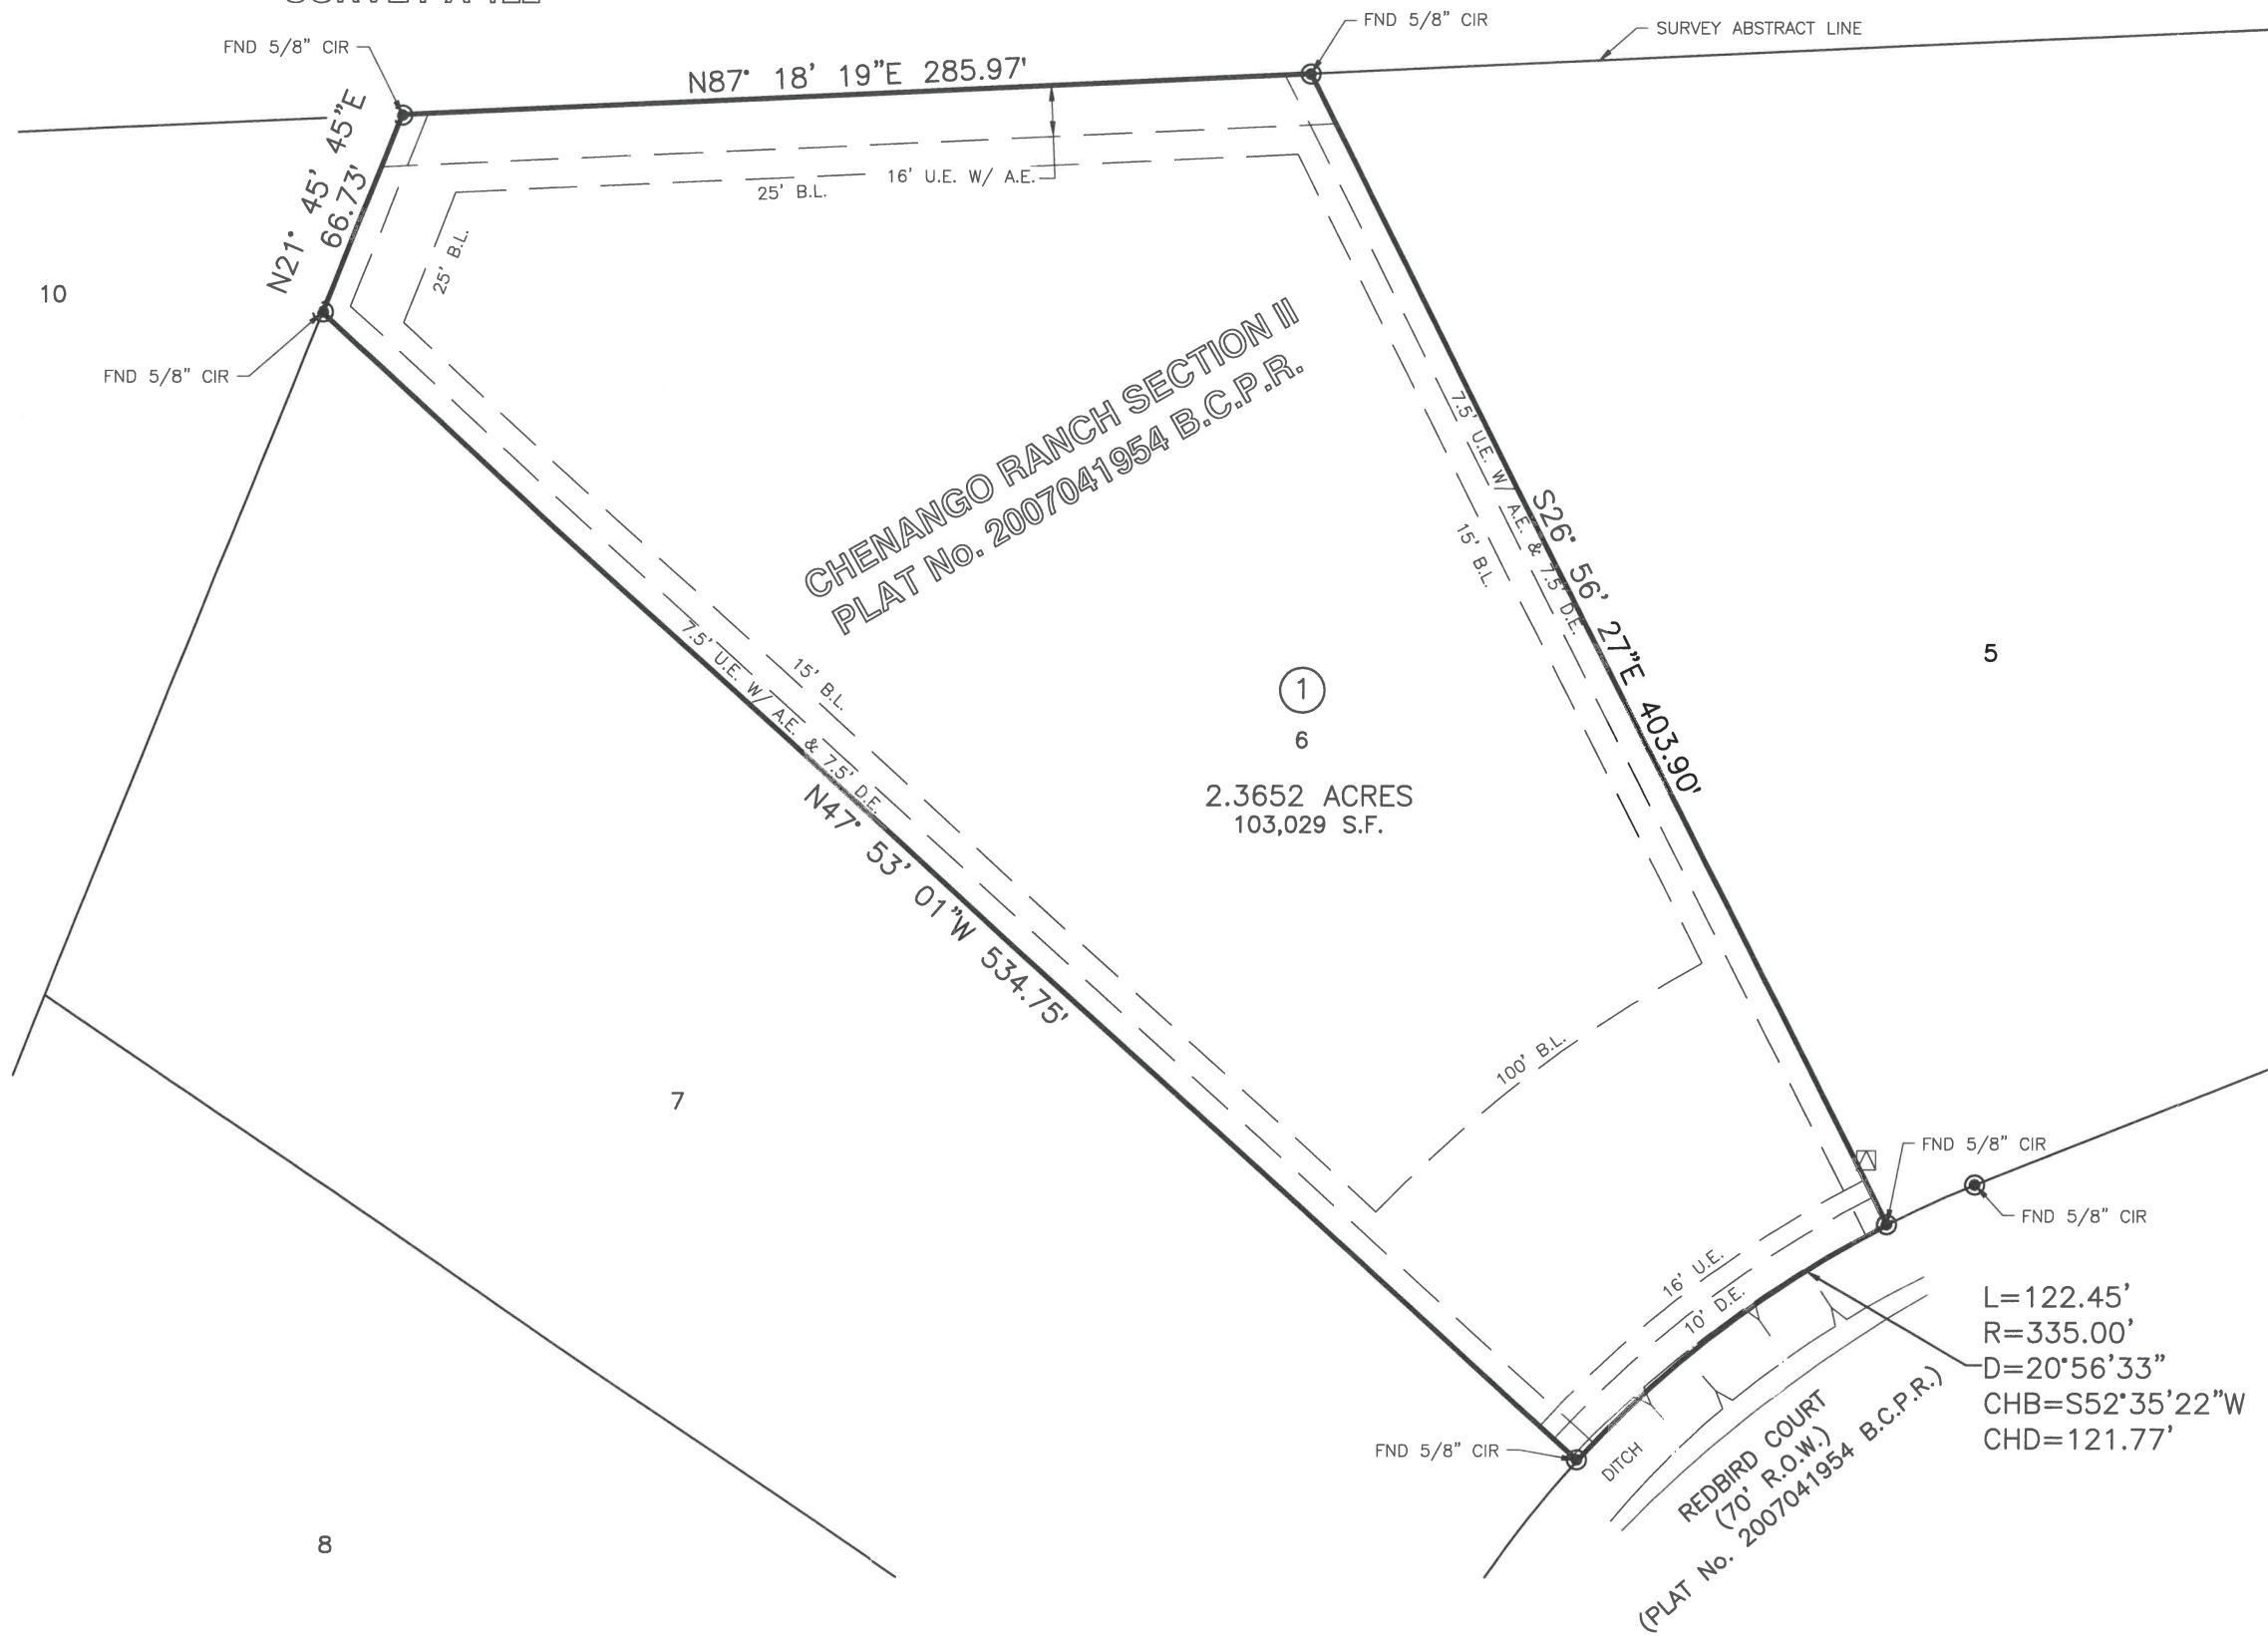 FND 5/8" CIR
FND 5/8" CIR
SURVEY ABSTRACT LINE
N87° 18' 19"E 285.97'
N21° 45' 45"E
66.73'
16' U.E. W/ A.E.
25' B.L.
25' B.L.
10
FND 5/8" CIR
CHENANGO RANCH SECTION II
PLAT No. 2007041954 B.C.P.R.
7.5' U.E. W/ A.E. & 7.5' D.E.
S26° 56' 27"E 403.90'
15' B.L.
5
15' B.L.
7.5' U.E. W/ A.E. & 7.5' D.E.
N47° 53' 01"W 534.75'
1
6
2.3652 ACRES
103,029 S.F.
100' B.L.
7
FND 5/8" CIR
FND 5/8" CIR
16' U.E.
10' D.E.
L=122.45'
R=335.00'
D=20°56'33"
CHB=S52°35'22"W
CHD=121.77'
FND 5/8" CIR
DITCH
REDBIRD COURT
(70' R.O.W.)
(PLAT No. 2007041954 B.C.P.R.)
8